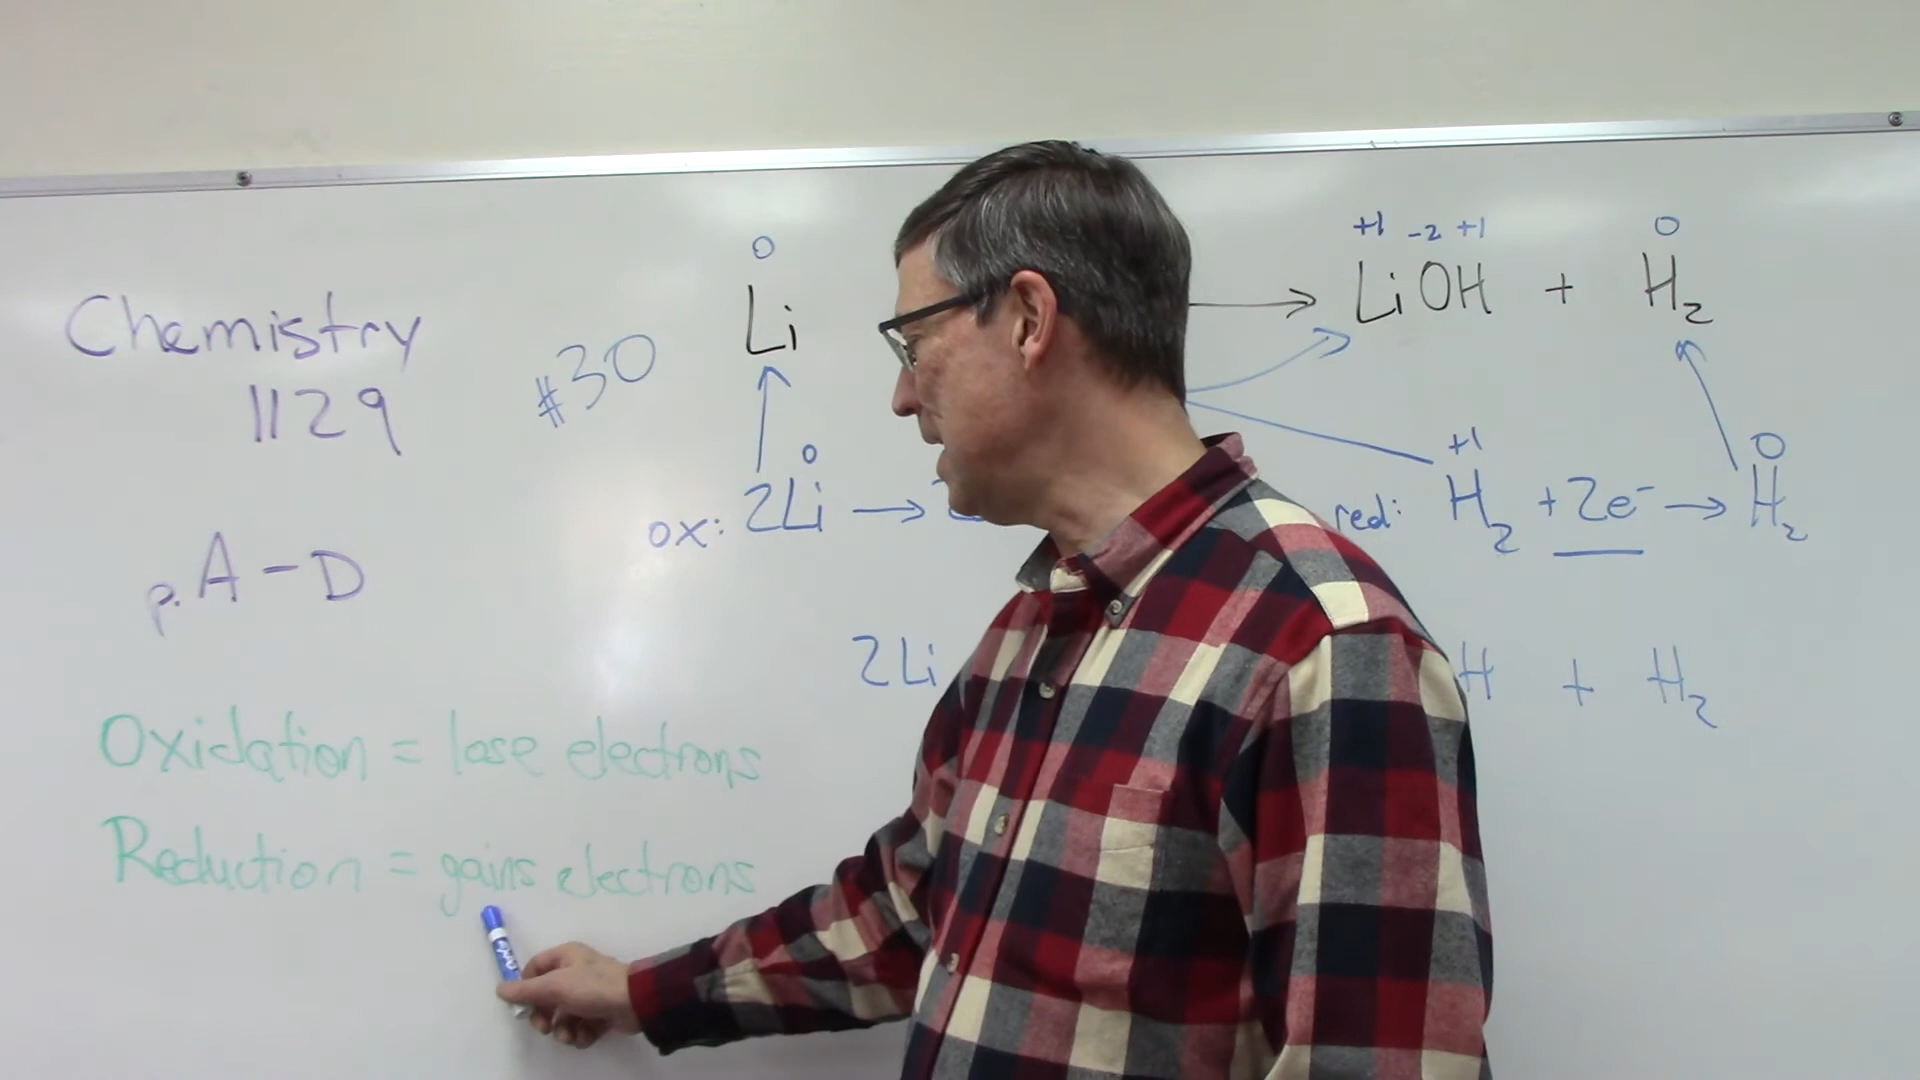 Chemistry
1129
p. A - D
#30
0
Li
+1 -2 +1
→ LiOH +
0
H₂
0
ox: 2Li →
+1
red: H₂ + 2e⁻ →
0
H₂
2Li
H + H₂
Oxidation = lose electrons
Reduction = gains electrons